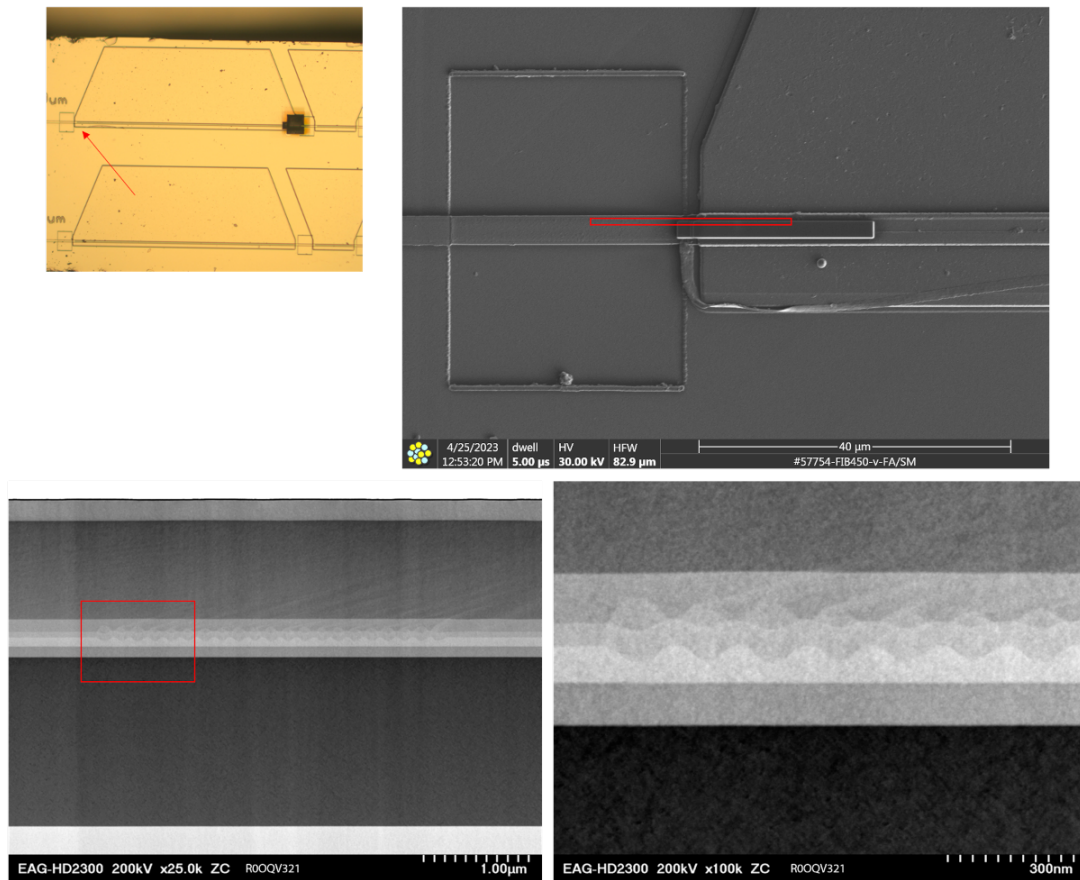 μm
μm
4/25/2023
12:53:20 PM
dwell
5.00 μs
HV
30.00 kV
HFW
82.9 μm
40 μm
#57754-FIB450-v-FA/SM
EAG-HD2300 200kV x25.0k ZC R0OQV321 1.00μm
EAG-HD2300 200kV x100k ZC R0OQV321 300nm